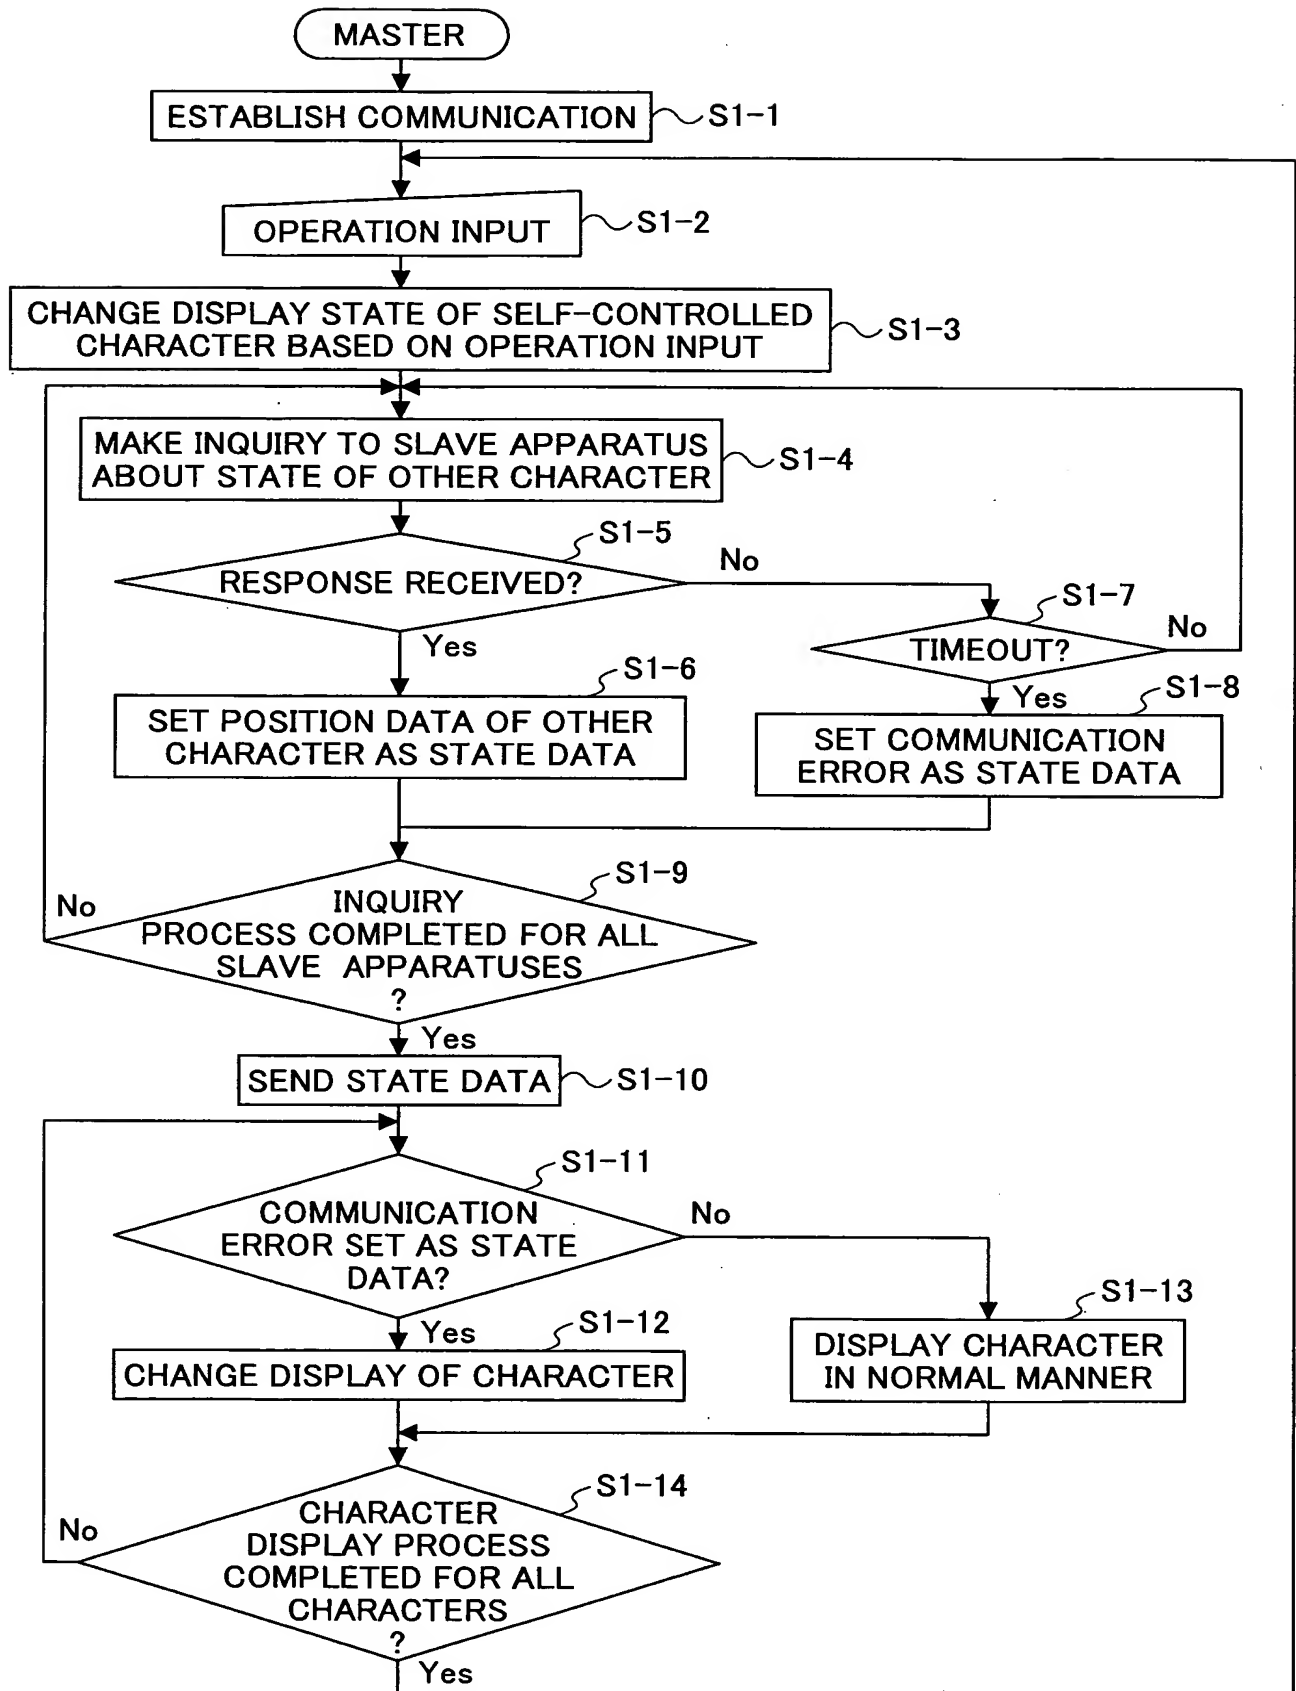 MASTER
ESTABLISH COMMUNICATION
S1-1
OPERATION INPUT
S1-2
CHANGE DISPLAY STATE OF SELF-CONTROLLED
CHARACTER BASED ON OPERATION INPUT
S1-3
MAKE INQUIRY TO SLAVE APPARATUS
ABOUT STATE OF OTHER CHARACTER
S1-4
S1-5
RESPONSE RECEIVED?
No
Yes
S1-7
TIMEOUT?
No
Yes
S1-6
SET POSITION DATA OF OTHER
CHARACTER AS STATE DATA
S1-8
SET COMMUNICATION
ERROR AS STATE DATA
S1-9
INQUIRY
PROCESS COMPLETED FOR ALL
SLAVE APPARATUSES
?
No
Yes
SEND STATE DATA
S1-10
S1-11
COMMUNICATION
ERROR SET AS STATE
DATA?
No
Yes
S1-12
CHANGE DISPLAY OF CHARACTER
S1-13
DISPLAY CHARACTER
IN NORMAL MANNER
S1-14
CHARACTER
DISPLAY PROCESS
COMPLETED FOR ALL
CHARACTERS
?
No
Yes